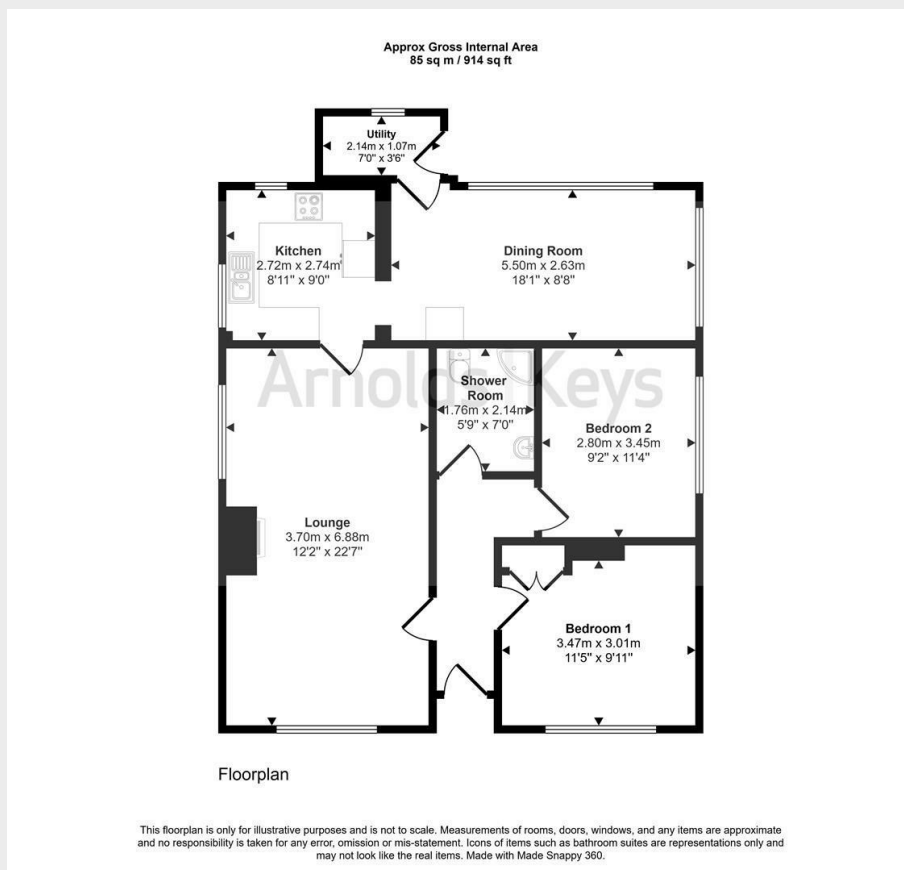 Approx Gross Internal Area
85 sq m / 914 sq ft
Utility
2.14m x 1.07m
7'0" x 3'6"
Kitchen
2.72m x 2.74m
8'11" x 9'0"
Dining Room
5.50m x 2.63m
18'1" x 8'8"
Arnolds Keys
Shower
Room
1.76m x 2.14m
5'9" x 7'0"
Bedroom 2
2.80m x 3.45m
9'2" x 11'4"
Lounge
3.70m x 6.88m
12'2" x 22'7"
Bedroom 1
3.47m x 3.01m
11'5" x 9'11"
Floorplan
This floorplan is only for illustrative purposes and is not to scale. Measurements of rooms, doors, windows, and any items are approximate
and no responsibility is taken for any error, omission or mis-statement. Icons of items such as bathroom suites are representations only and
may not look like the real items. Made with Made Snappy 360.